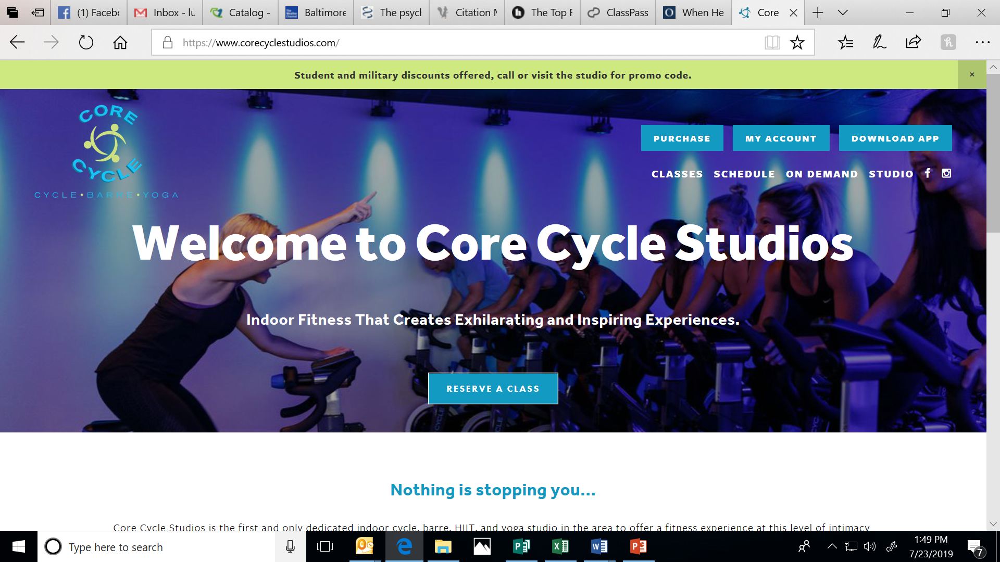 (1) Facebo
Inbox - lu
Catalog -
Baltimore
The psych
Citation M
The Top F
ClassPass
When He
Core
https://www.corecyclestudios.com/
Student and military discounts offered, call or visit the studio for promo code.
CORE
CYCLE
CYCLE•BARRE•YOGA
PURCHASE
MY ACCOUNT
DOWNLOAD APP
CLASSES SCHEDULE ON DEMAND STUDIO
Welcome to Core Cycle Studios
Indoor Fitness That Creates Exhilarating and Inspiring Experiences.
RESERVE A CLASS
Nothing is stopping you...
Core Cycle Studios is the first and only dedicated indoor cycle, barre, HIIT, and yoga studio in the area to offer a fitness experience at this level of intimacy
Type here to search
1:49 PM
7/23/2019
7